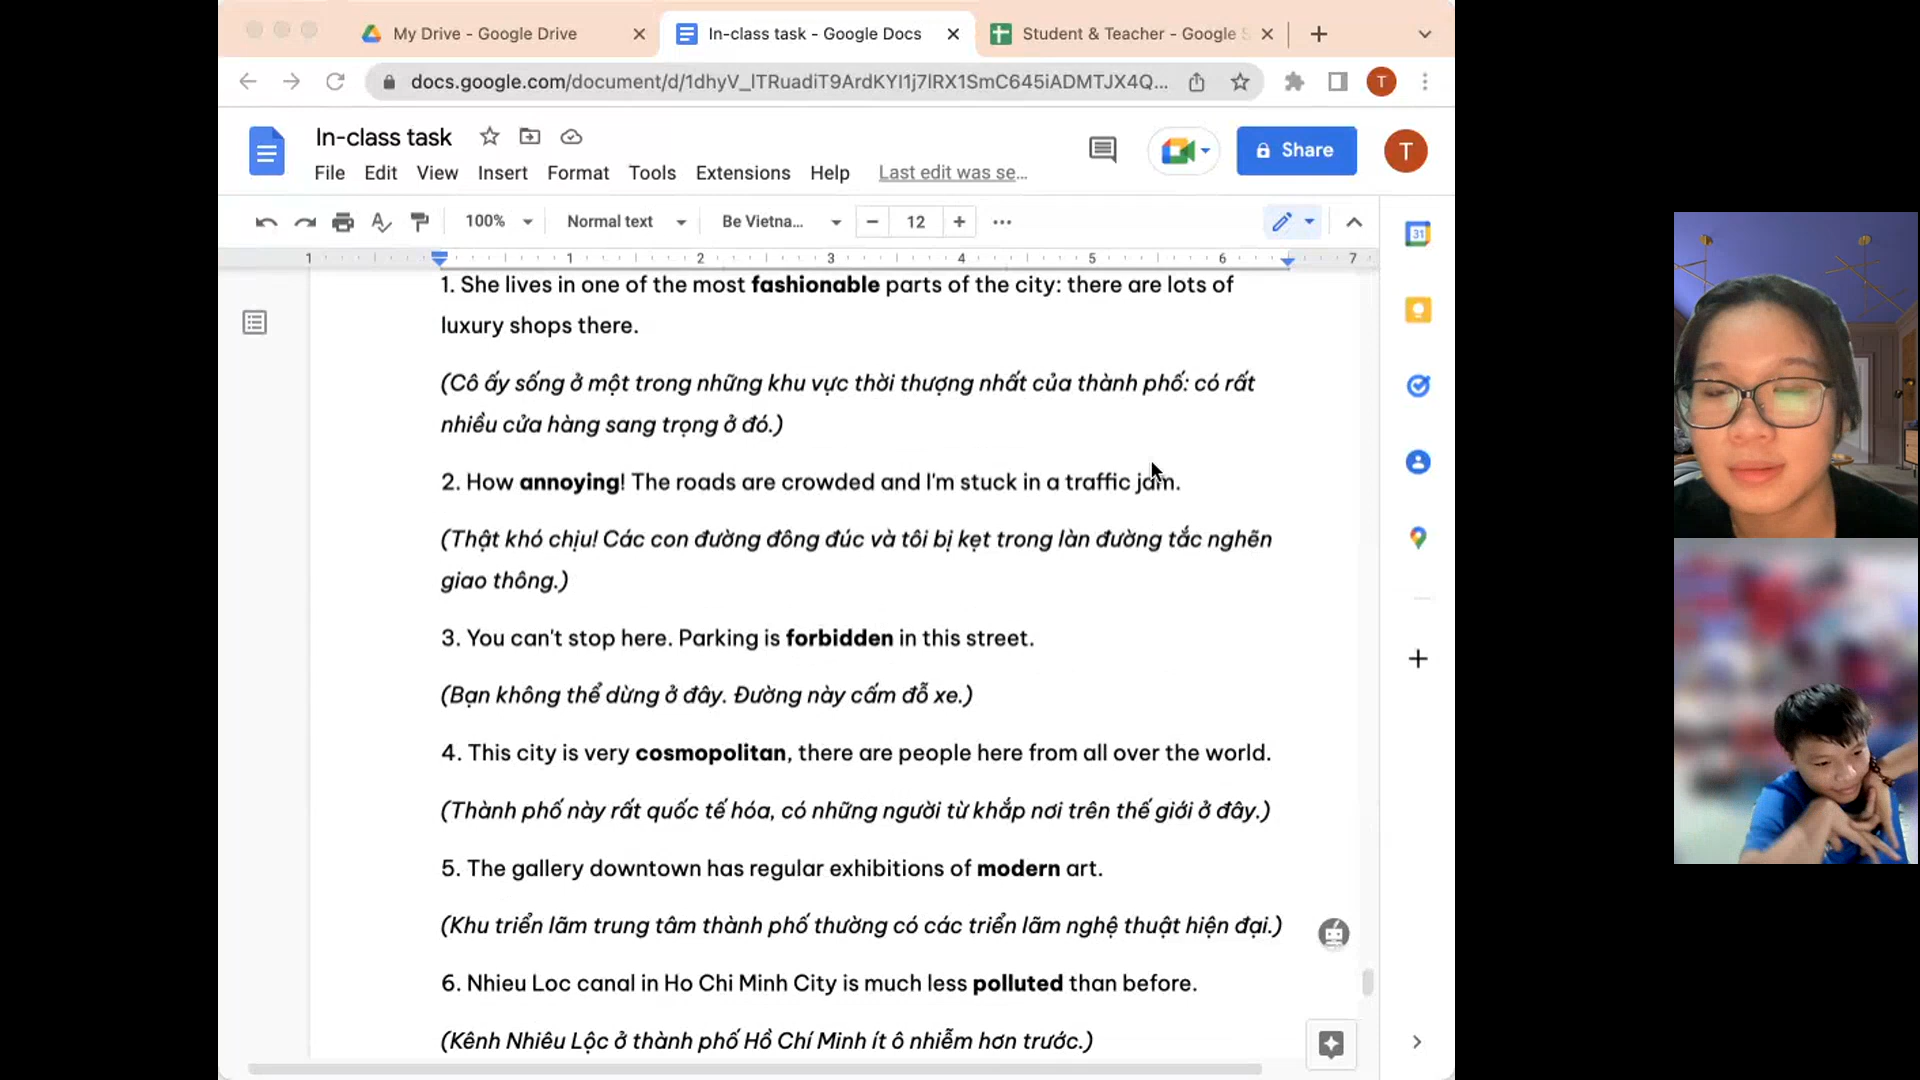 My Drive - Google Drive
In-class task - Google Docs
Student & Teacher - Google S
docs.google.com/document/d/1dhyV_lTRuadiT9ArdKYI1j7lRX1SmC645iADMTJX4Q...
T
In-class task
Share
T
File Edit View Insert Format Tools Extensions Help Last edit was se...
100% Normal text Be Vietna... 12
31
1 1 2 3 4 5 6 7
1. She lives in one of the most fashionable parts of the city: there are lots of
luxury shops there.
(Cô ấy sống ở một trong những khu vực thời thượng nhất của thành phố: có rất
nhiều cửa hàng sang trọng ở đó.)
2. How annoying! The roads are crowded and I'm stuck in a traffic jam.
(Thật khó chịu! Các con đường đông đúc và tôi bị kẹt trong làn đường tắc nghẽn
giao thông.)
3. You can't stop here. Parking is forbidden in this street.
(Bạn không thể dừng ở đây. Đường này cấm đỗ xe.)
4. This city is very cosmopolitan, there are people here from all over the world.
(Thành phố này rất quốc tế hóa, có những người từ khắp nơi trên thế giới ở đây.)
5. The gallery downtown has regular exhibitions of modern art.
(Khu triển lãm trung tâm thành phố thường có các triển lãm nghệ thuật hiện đại.)
6. Nhieu Loc canal in Ho Chi Minh City is much less polluted than before.
(Kênh Nhiêu Lộc ở thành phố Hồ Chí Minh ít ô nhiễm hơn trước.)